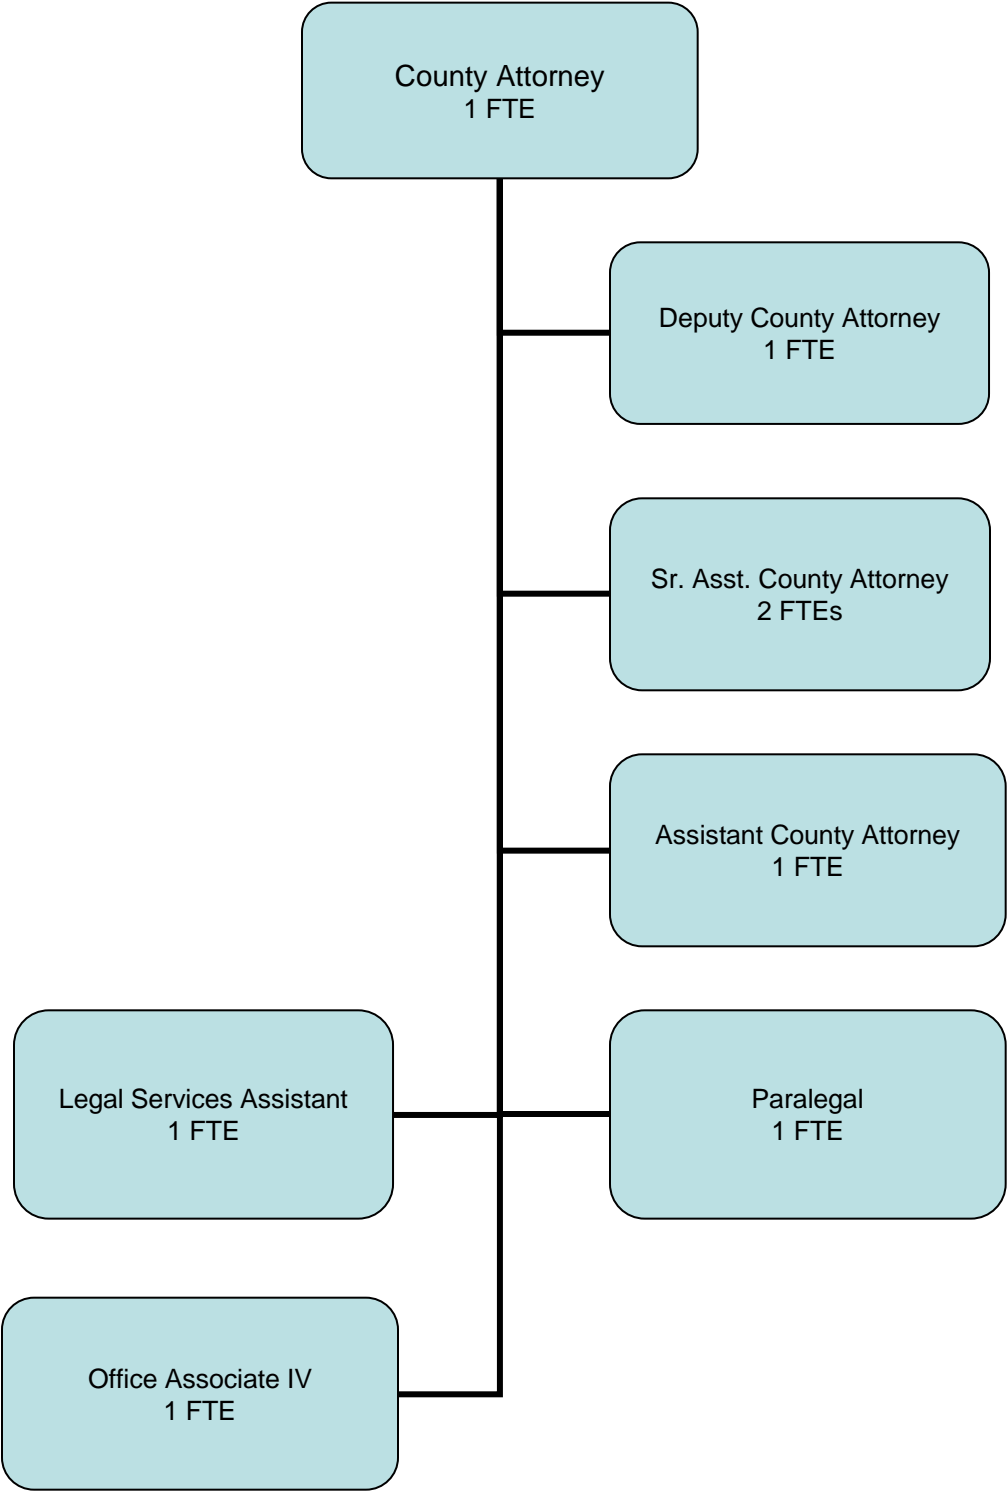 County Attorney
1 FTE
Deputy County Attorney
1 FTE
Sr. Asst. County Attorney
2 FTEs
Assistant County Attorney
1 FTE
Legal Services Assistant
1 FTE
Paralegal
1 FTE
Office Associate IV
1 FTE